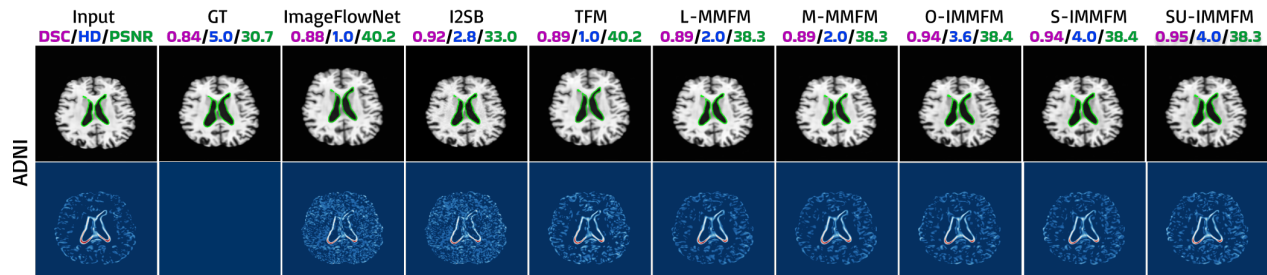 Input GT ImageFlowNet I2SB TFM L-MMFM M-MMFM O-IMMFM S-IMMFM SU-IMMFM
DSC/HD/PSNR 0.84/5.0/30.7 0.88/1.0/40.2 0.92/2.8/33.0 0.89/1.0/40.2 0.89/2.0/38.3 0.89/2.0/38.3 0.94/3.6/38.4 0.94/4.0/38.4 0.95/4.0/38.3
ADNI